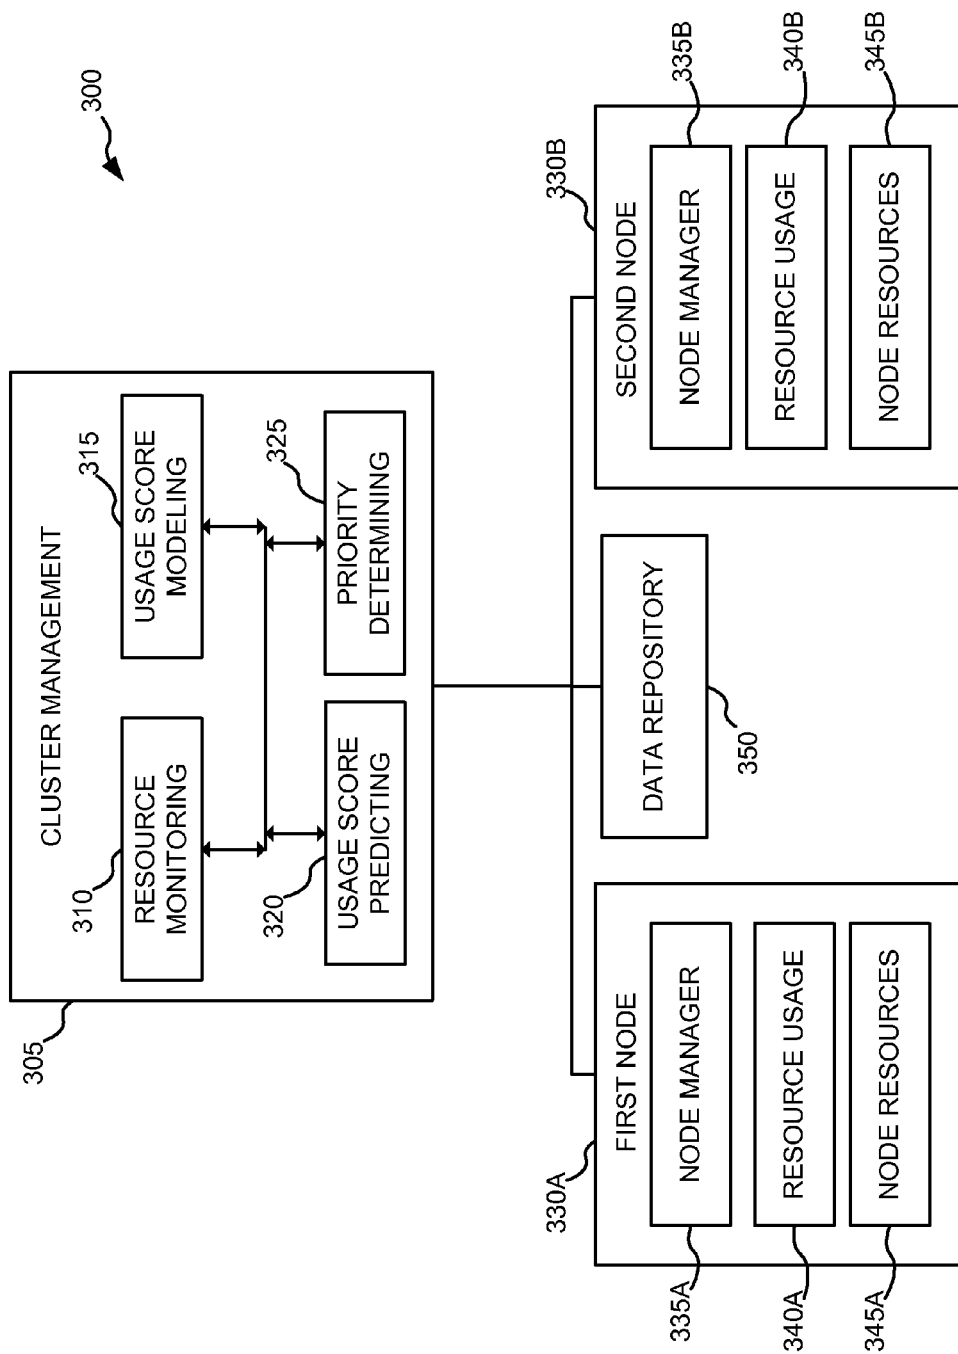 300
CLUSTER MANAGEMENT
305
310
RESOURCE
MONITORING
315
USAGE SCORE
MODELING
320
USAGE SCORE
PREDICTING
325
PRIORITY
DETERMINING
330A
FIRST NODE
335A
NODE MANAGER
340A
RESOURCE USAGE
345A
NODE RESOURCES
DATA REPOSITORY
350
330B
SECOND NODE
NODE MANAGER
335B
RESOURCE USAGE
340B
NODE RESOURCES
345B